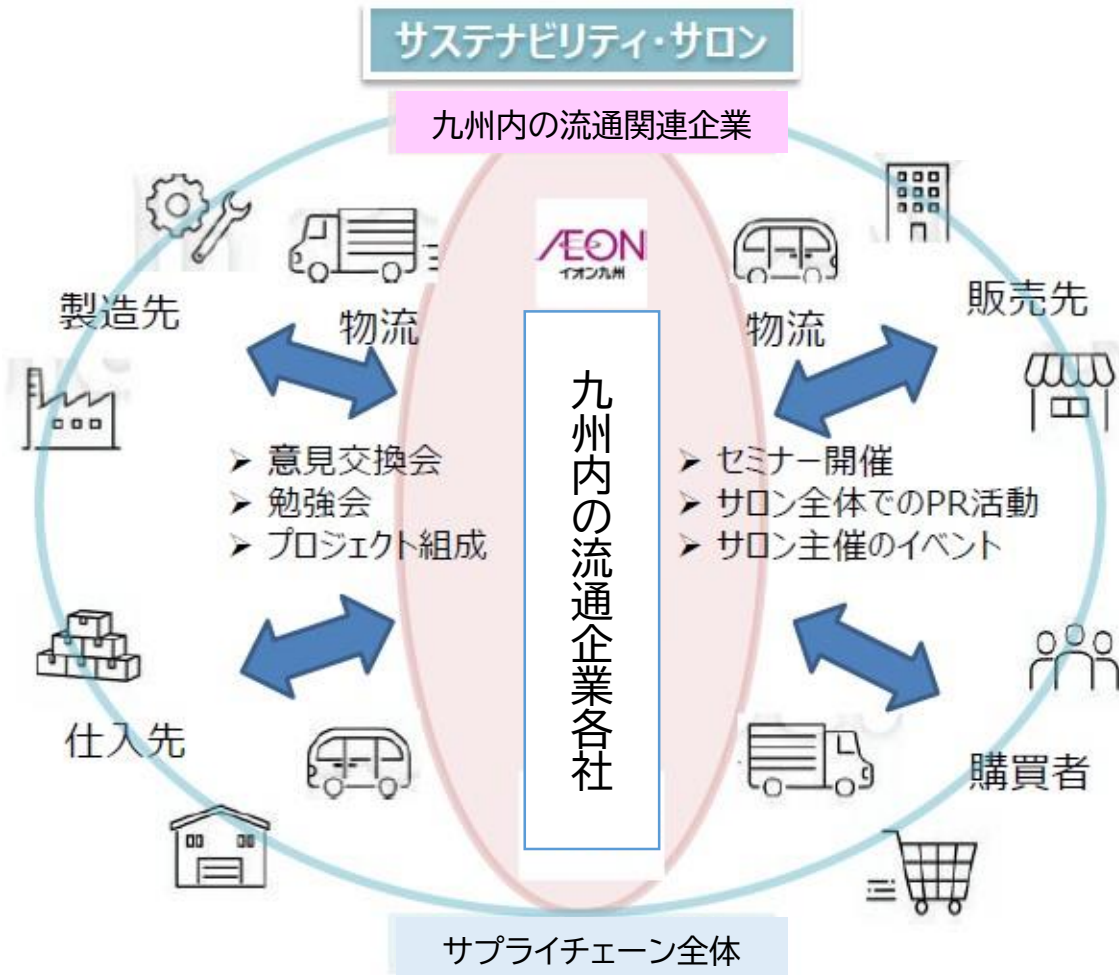 サステナビリティ・サロン
九州内の流通関連企業
ÆON
イオン九州
製造先
物流
物流
販売先
九州内の流通企業各社
➤ 意見交換会
➤ 勉強会
➤ プロジェクト組成
➤ セミナー開催
➤ サロン全体でのPR活動
➤ サロン主催のイベント
仕入先
購買者
サプライチェーン全体